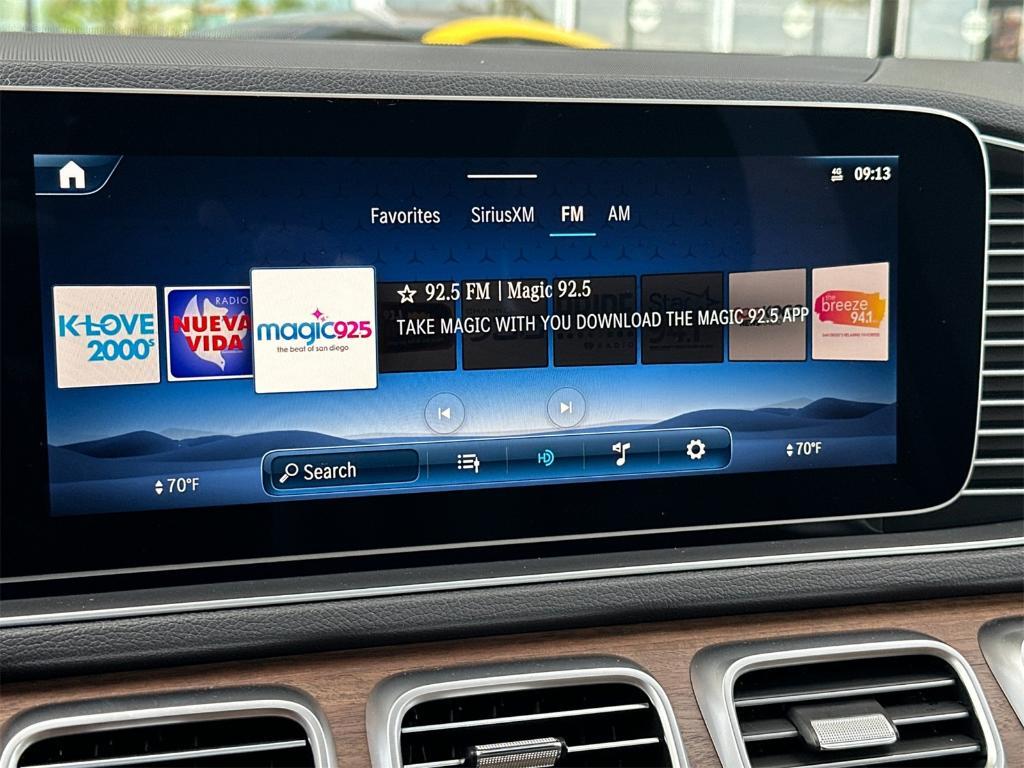 4G 09:13
Favorites SiriusXM FM AM
K-LOVE
2000s
RADIO
NUEVA
VIDA
magic925
the beat of san diego
92.5 FM | Magic 92.5
TAKE MAGIC WITH YOU DOWNLOAD THE MAGIC 92.5 APP
the
breeze
94.1
70°F
Search
HD
70°F